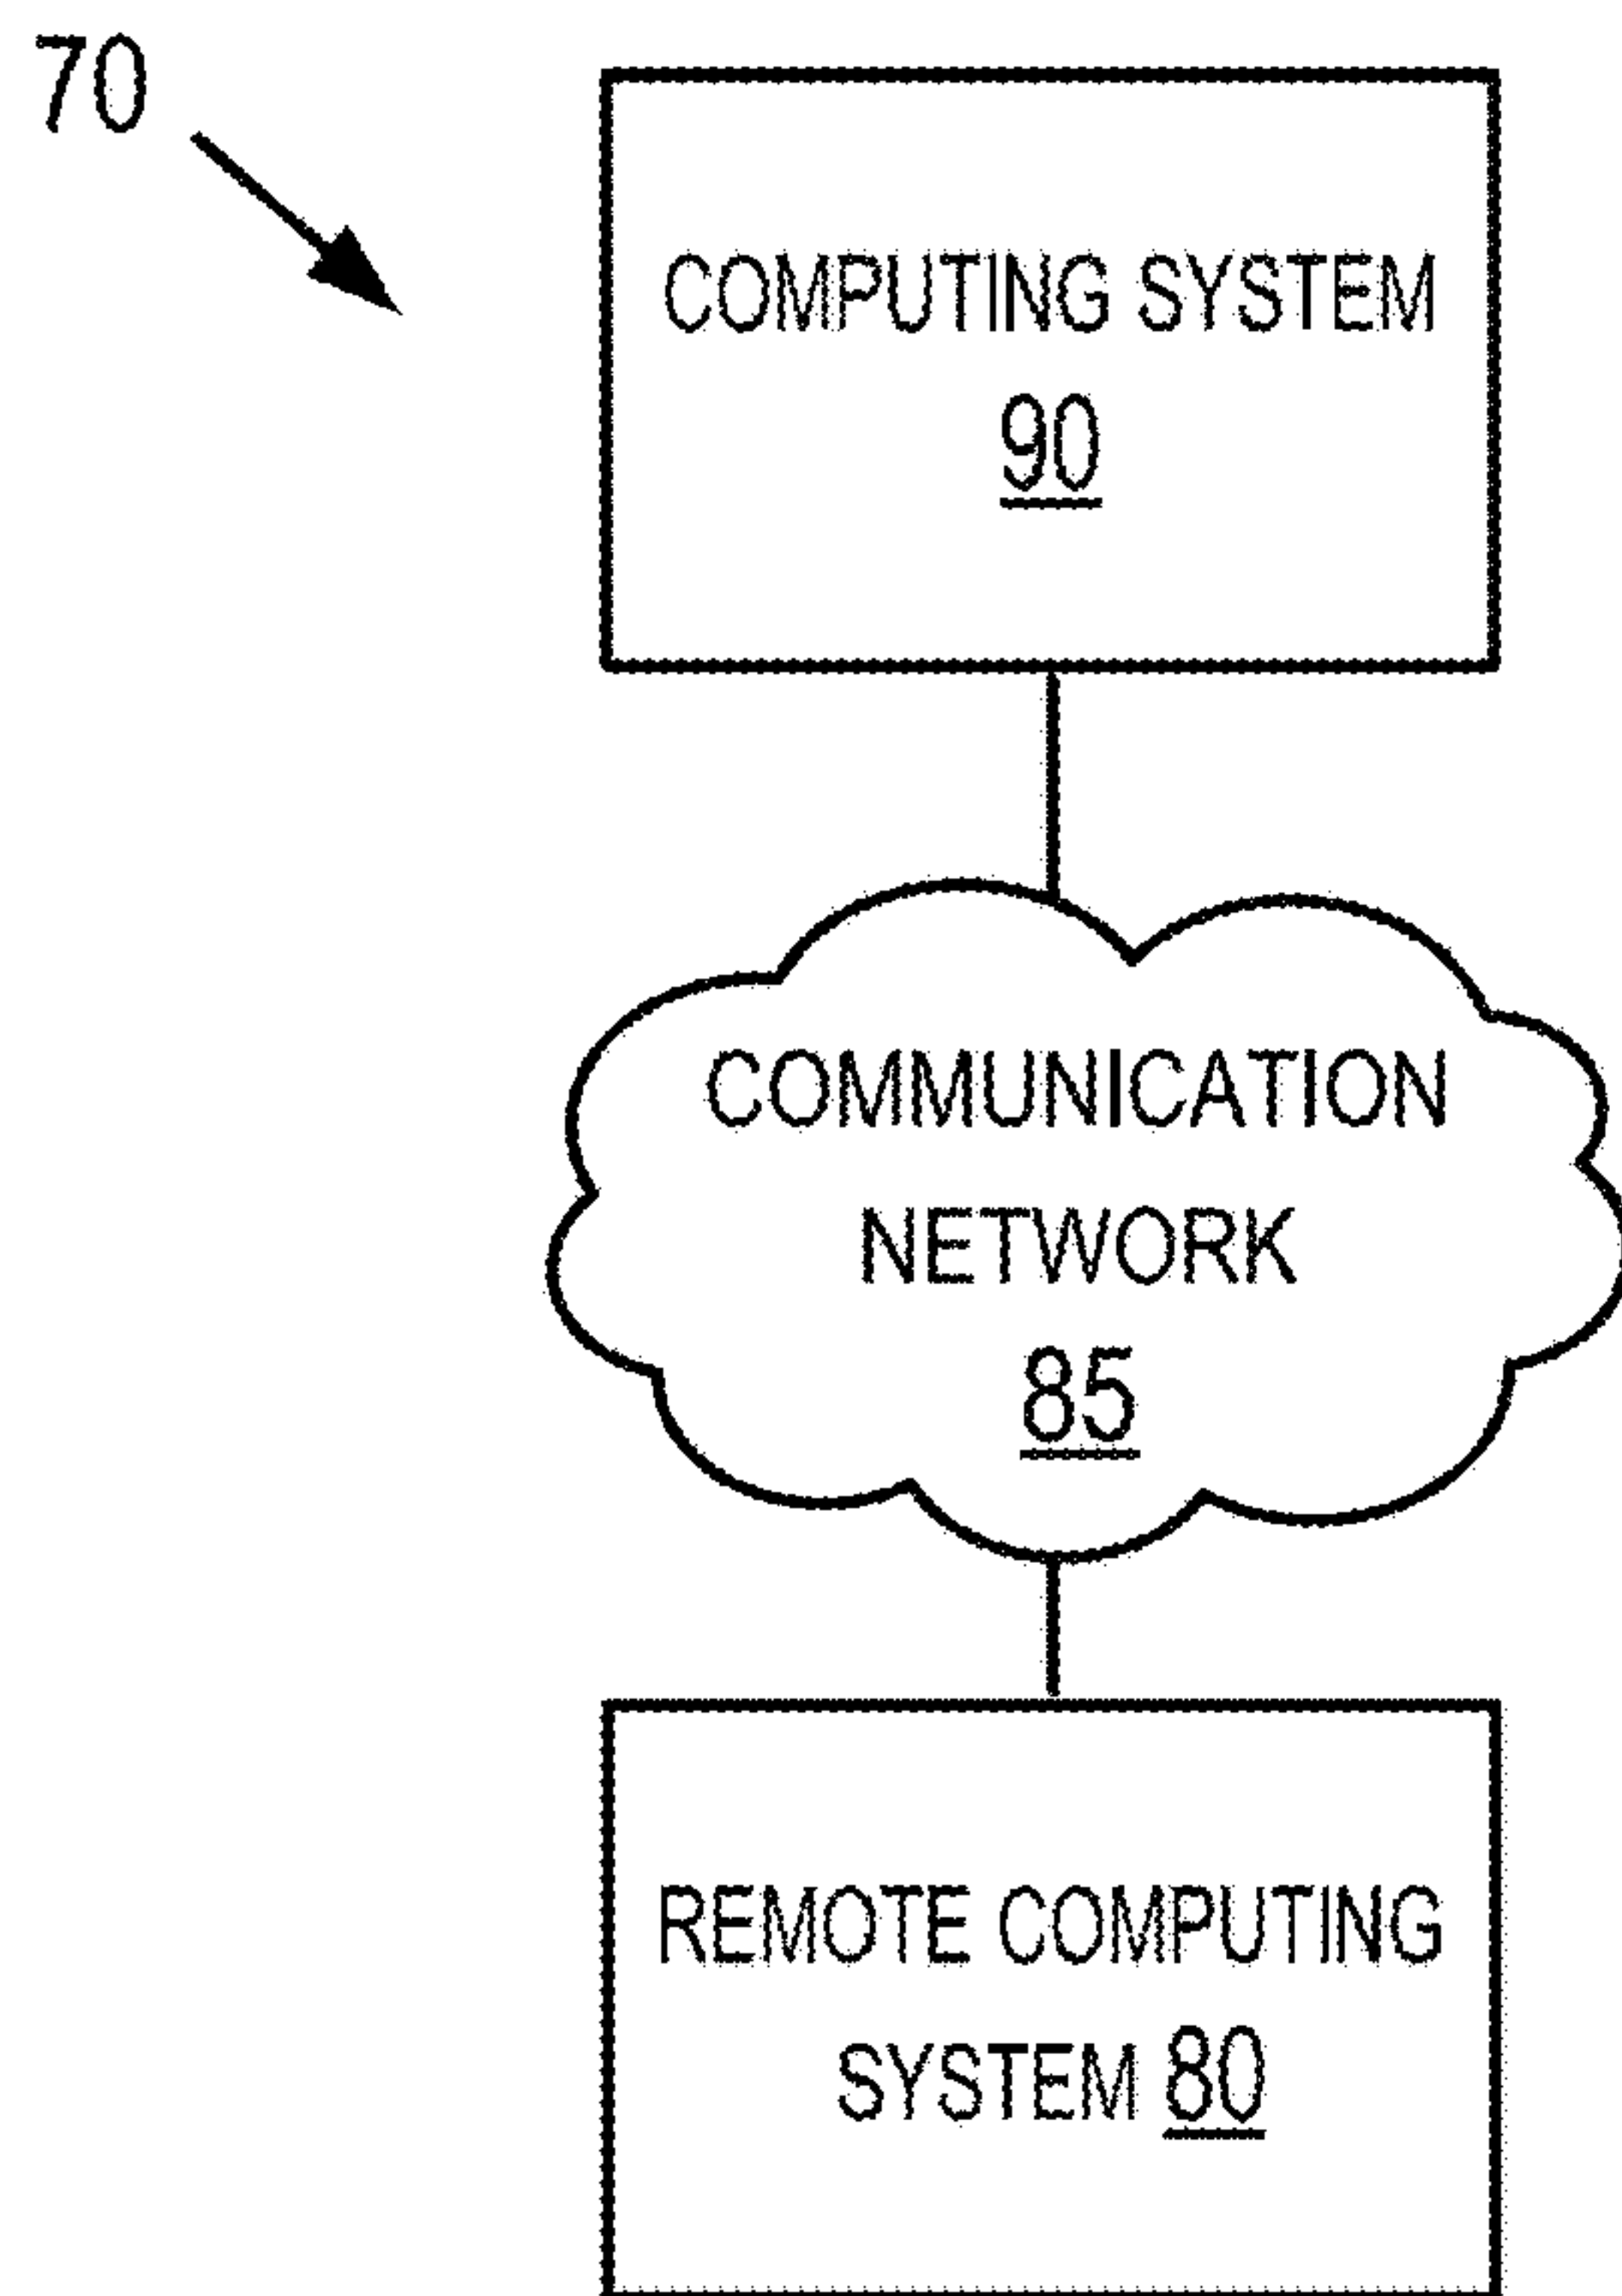 70
COMPUTING SYSTEM
90
COMMUNICATION
NETWORK
85
REMOTE COMPUTING
SYSTEM 80